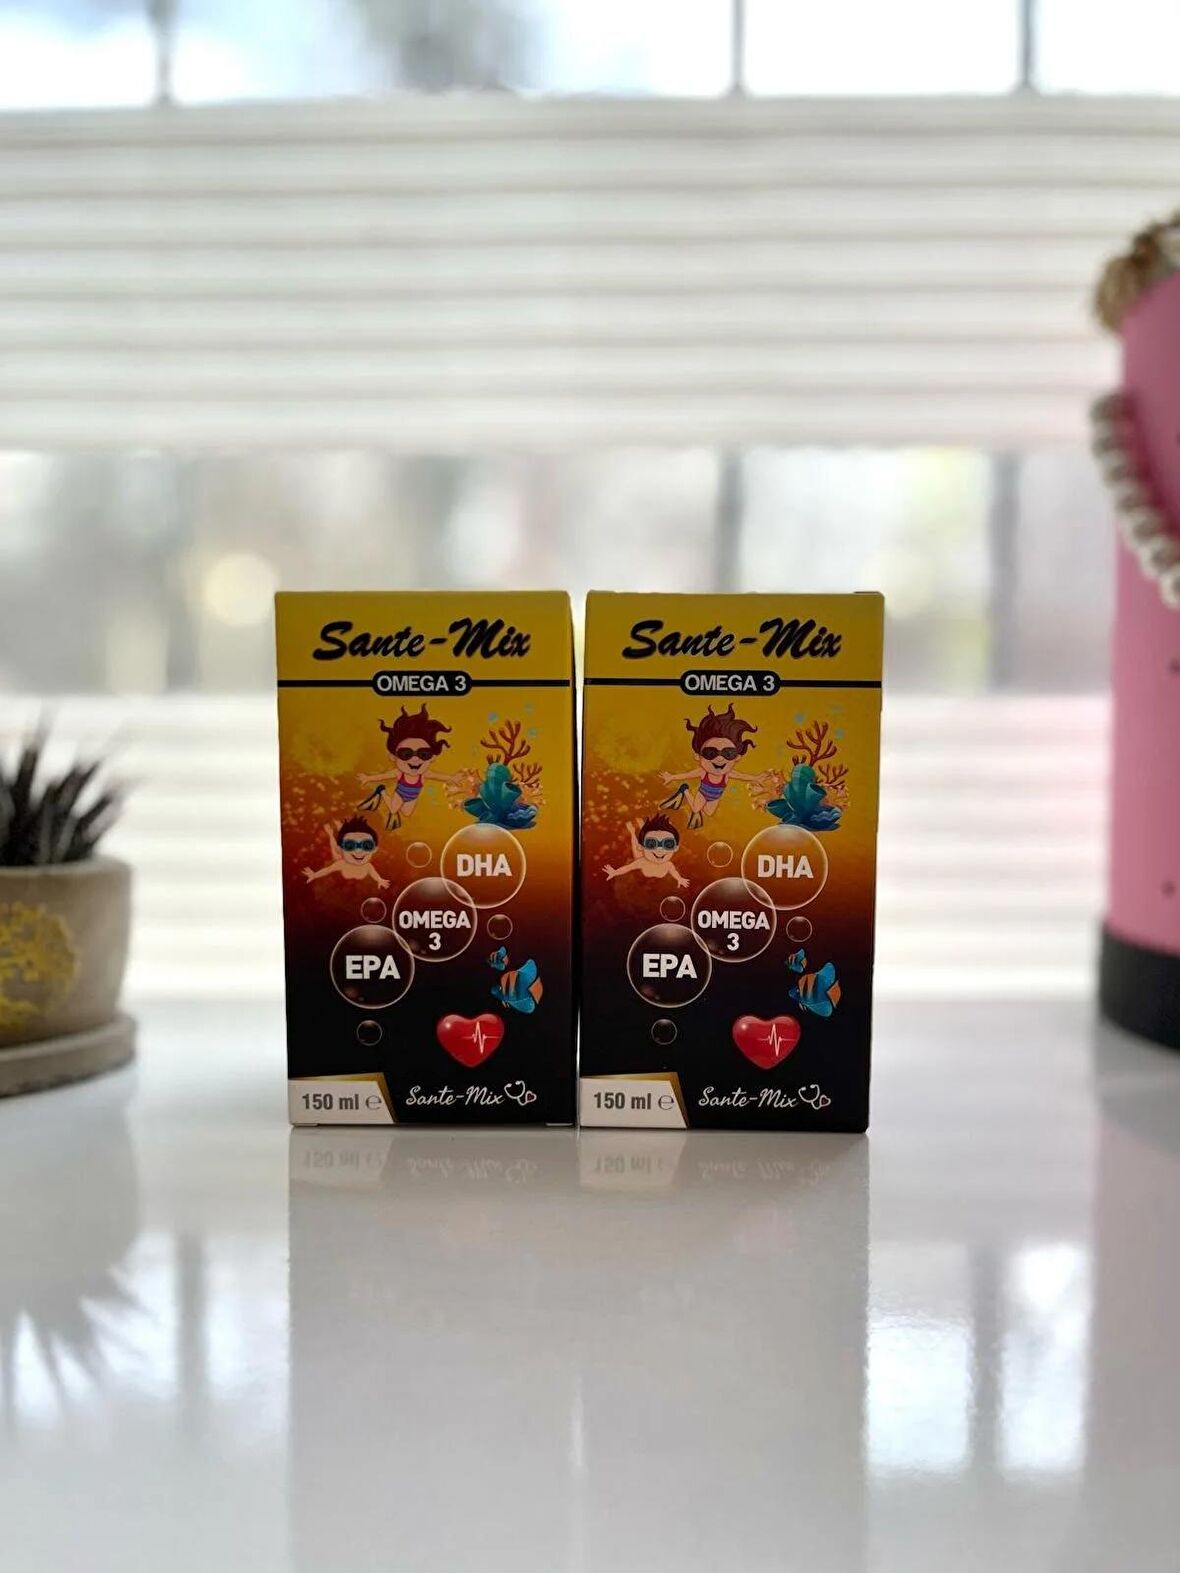 Sante-Mix
OMEGA 3
DHA
OMEGA
3
EPA
150 ml ℮
Sante-Mix
Sante-Mix
OMEGA 3
DHA
OMEGA
3
EPA
150 ml ℮
Sante-Mix